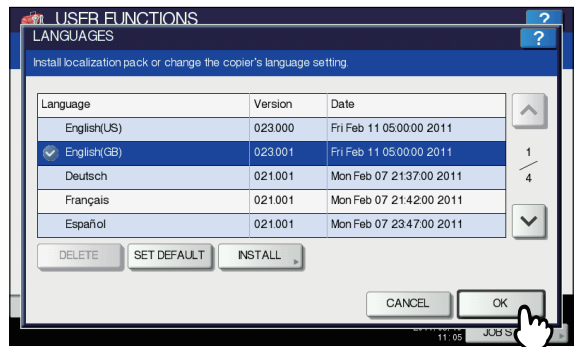 USER FUNCTIONS ?
LANGUAGES ?
Install localization pack or change the copier's language setting.
Language Version Date
English(US) 023.000 Fri Feb 11 05:00:00 2011
English(GB) 023.001 Fri Feb 11 05:00:00 2011
Deutsch 021.001 Mon Feb 07 21:37:00 2011
Français 021.001 Mon Feb 07 21:42:00 2011
Español 021.001 Mon Feb 07 23:47:00 2011
1
4
DELETE SET DEFAULT INSTALL
CANCEL OK
11:05 JOB S